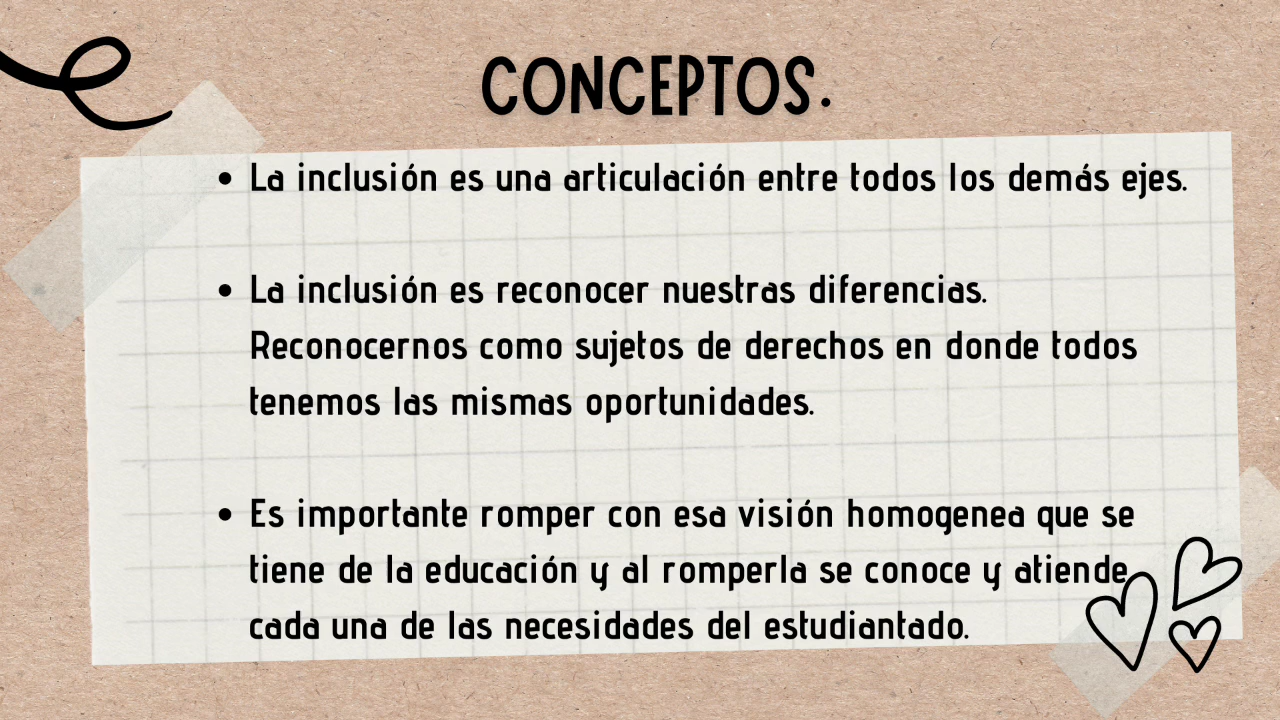 CONCEPTOS.
• La inclusión es una articulación entre todos los demás ejes.
• La inclusión es reconocer nuestras diferencias.
Reconocernos como sujetos de derechos en donde todos
tenemos las mismas oportunidades.
• Es importante romper con esa visión homogenea que se
tiene de la educación y al romperla se conoce y atiende
cada una de las necesidades del estudiantado.